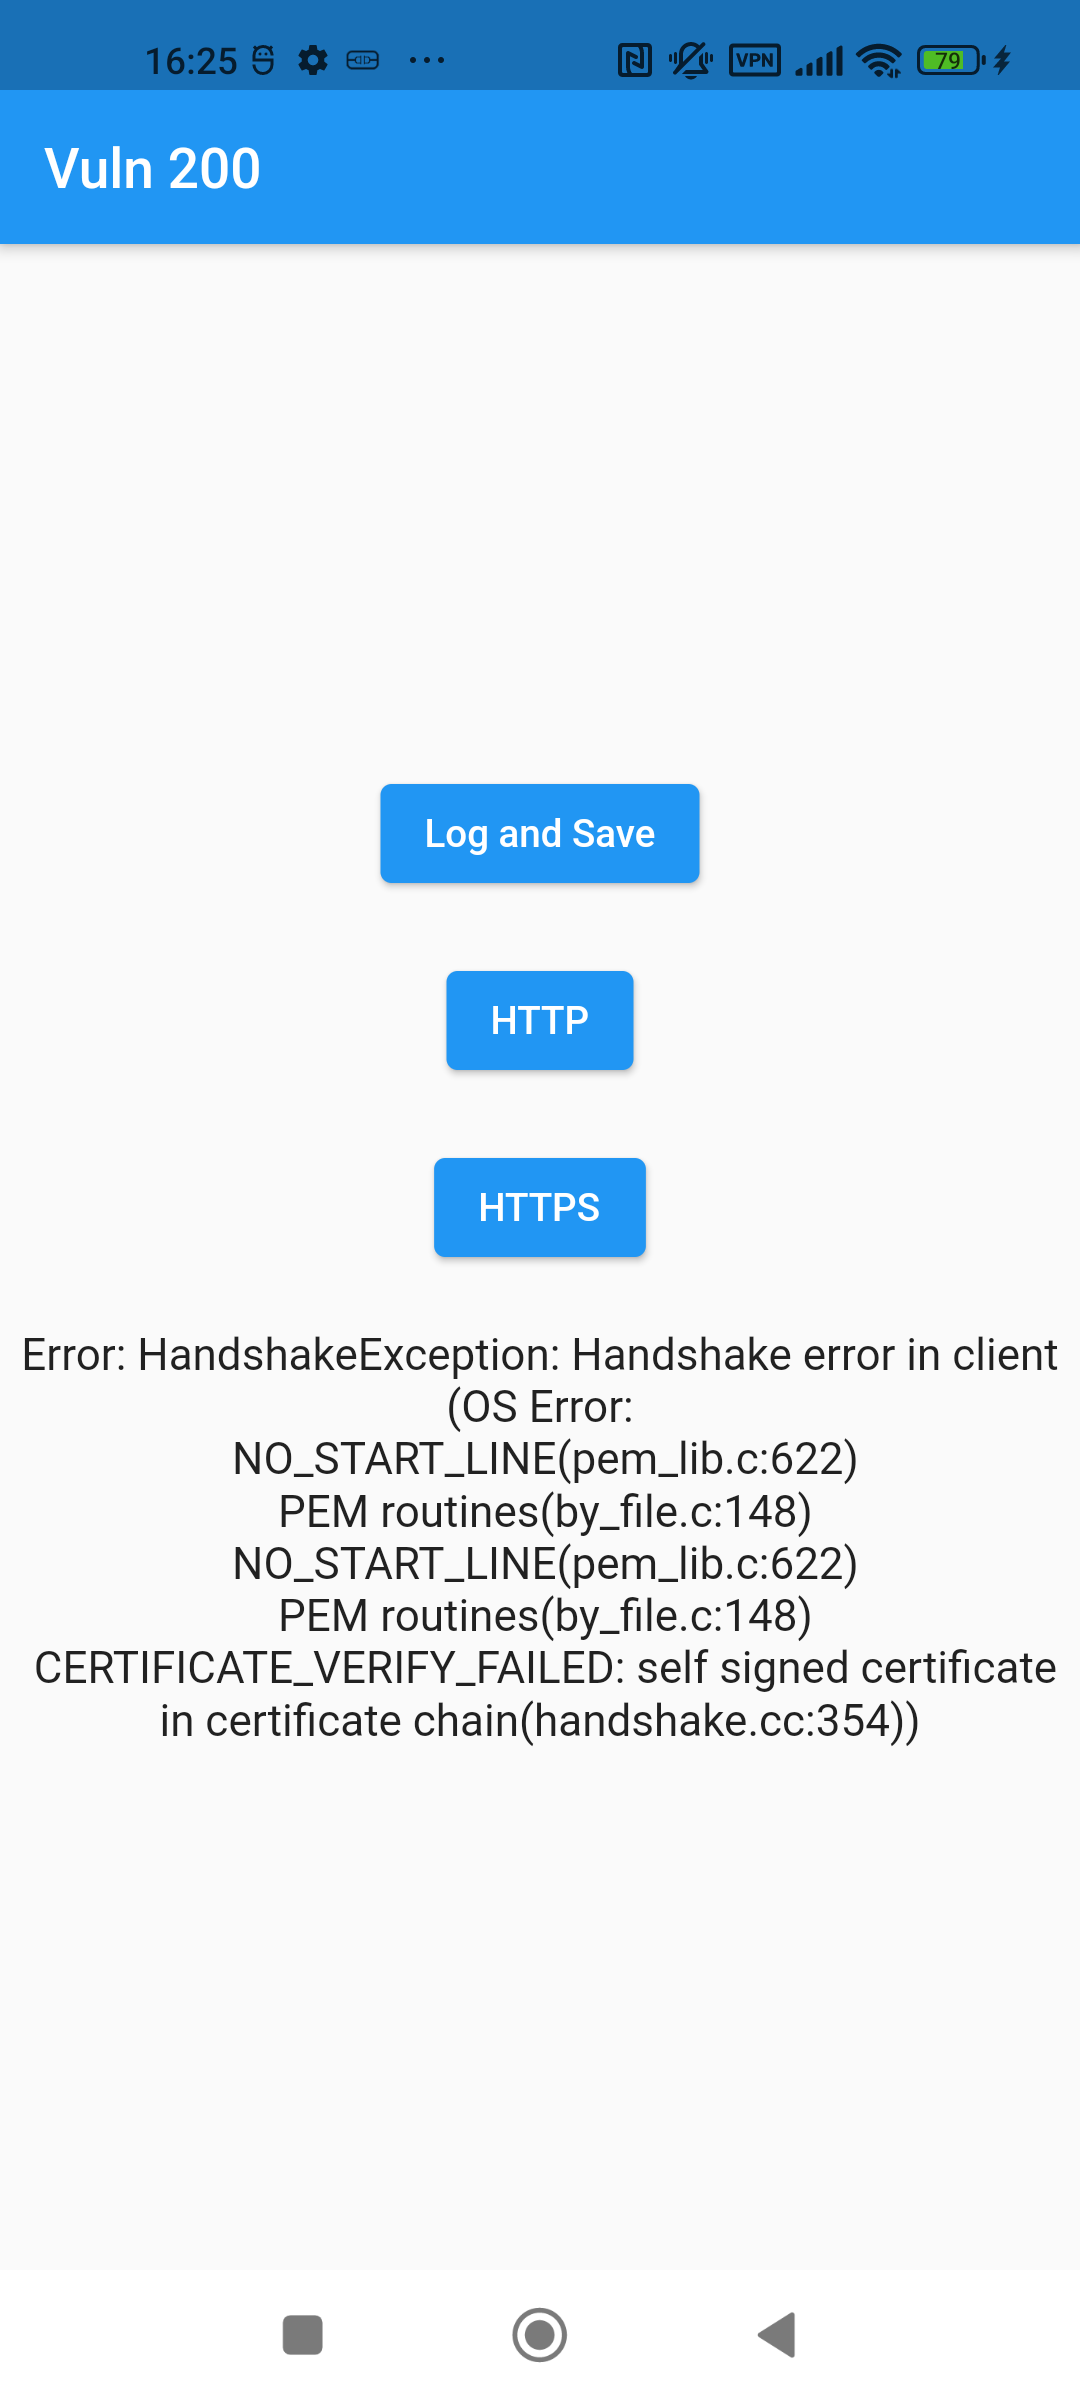 16:25
VPN
79
Vuln 200
Log and Save
HTTP
HTTPS
Error: HandshakeException: Handshake error in client
(OS Error:
NO_START_LINE(pem_lib.c:622)
PEM routines(by_file.c:148)
NO_START_LINE(pem_lib.c:622)
PEM routines(by_file.c:148)
CERTIFICATE_VERIFY_FAILED: self signed certificate
in certificate chain(handshake.cc:354))